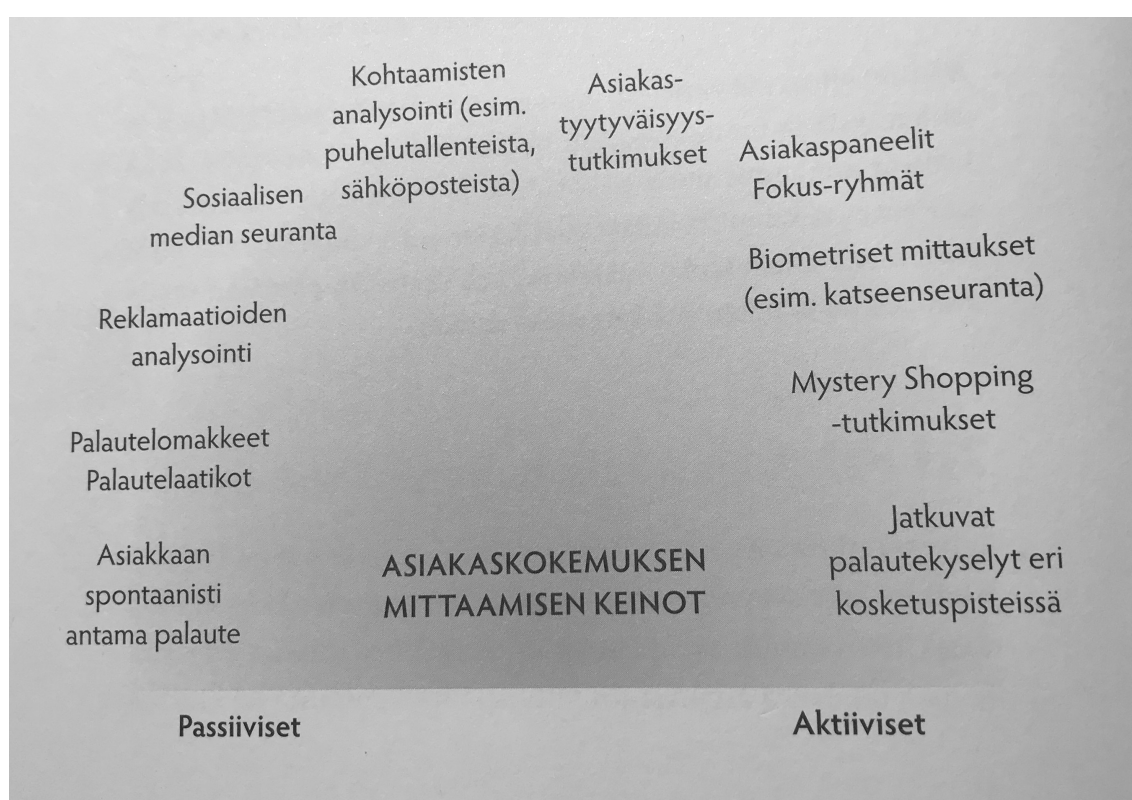 Kohtaamisten
analysointi (esim.
puhelutallenteista,
sähköposteista)
Asiakas-
tyytyväisyys-
tutkimukset
Asiakaspaneelit
Fokus-ryhmät
Sosiaalisen
median seuranta
Biometriset mittaukset
(esim. katseenseuranta)
Reklamaatioiden
analysointi
Mystery Shopping
-tutkimukset
Palautelomakkeet
Palautelaatikot
Jatkuvat
palautekyselyt eri
kosketuspisteissä
Asiakkaan
spontaanisti
antama palaute
ASIAKASKOKEMUKSEN
MITTAAMISEN KEINOT
Passiiviset
Aktiiviset